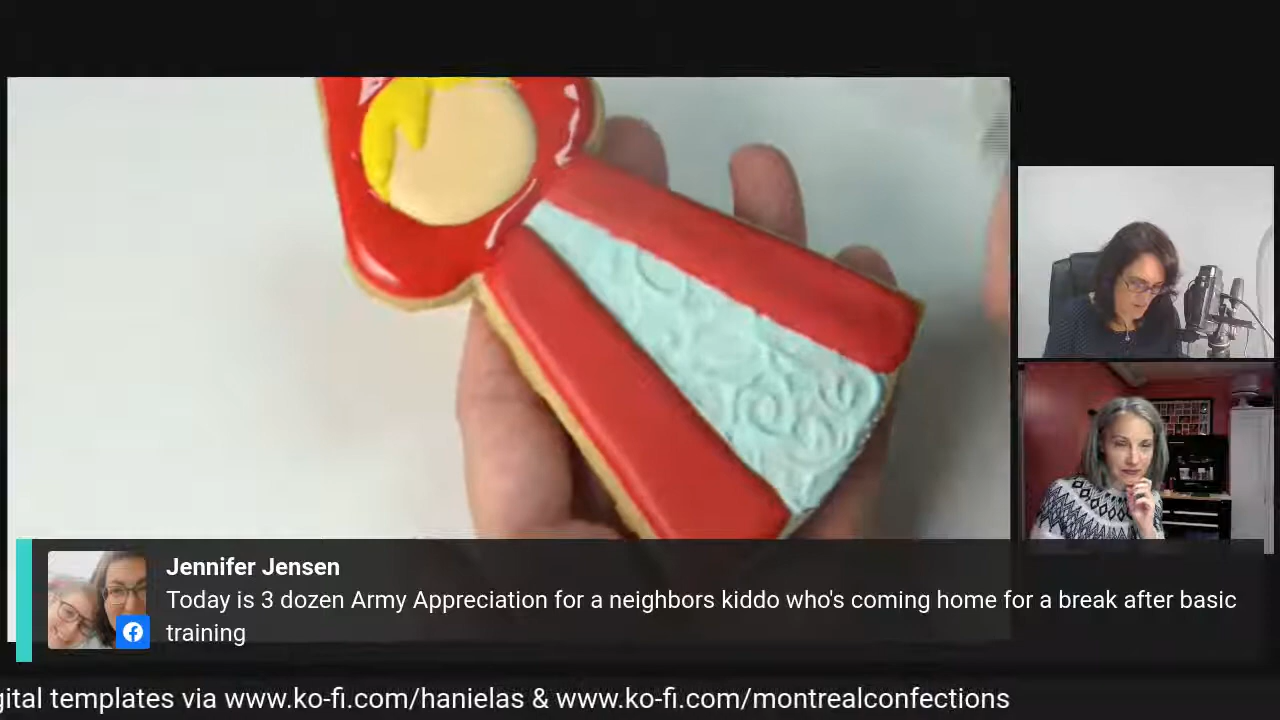 Jennifer Jensen
Today is 3 dozen Army Appreciation for a neighbors kiddo who's coming home for a break after basic
training
gital templates via www.ko-fi.com/hanielas & www.ko-fi.com/montrealconfections